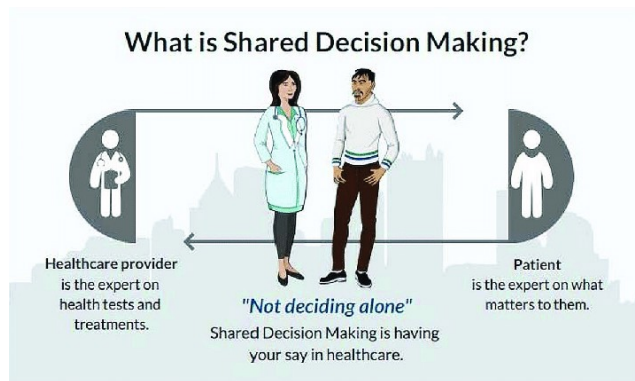 What is Shared Decision Making?
Healthcare provider
is the expert on
health tests and
treatments.
"Not deciding alone"
Shared Decision Making is having
your say in healthcare.
Patient
is the expert on what
matters to them.